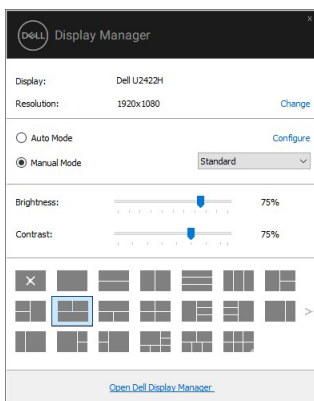 DELL Display Manager
Display: Dell U2422H
Resolution: 1920x1080 Change
Auto Mode Configure
Manual Mode Standard
Brightness: 75%
Contrast: 75%
Open Dell Display Manager